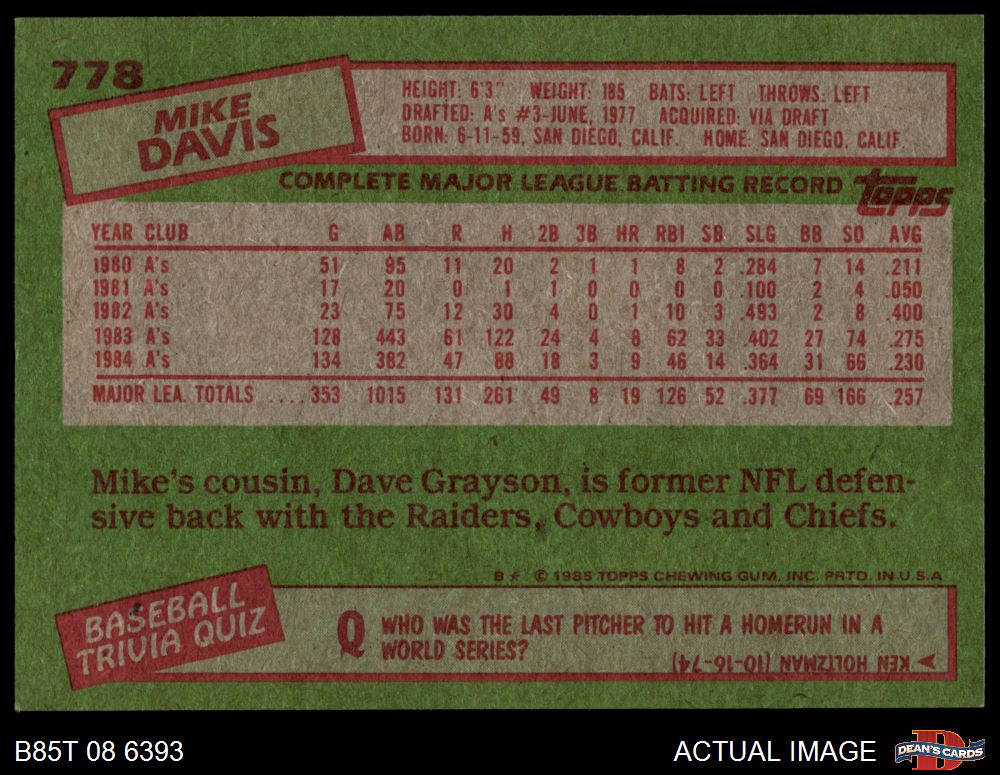 778
MIKE
DAVIS
HEIGHT: 6'3" WEIGHT: 185 BATS: LEFT THROWS: LEFT
DRAFTED: A's #3-JUNE, 1977 ACQUIRED: VIA DRAFT
BORN: 6-11-59, SAN DIEGO, CALIF. HOME: SAN DIEGO, CALIF.
COMPLETE MAJOR LEAGUE BATTING RECORD topps
YEAR CLUB G AB R H 2B 3B HR RBI SB SLG BB SO AVG
1980 A's 51 95 11 20 2 1 1 8 2 .284 7 14 .211
1981 A's 17 20 0 1 1 0 0 0 0 .100 2 4 .050
1982 A's 23 75 12 30 4 0 1 10 3 .493 2 8 .400
1983 A's 128 443 61 122 24 4 8 62 33 .402 27 74 .275
1984 A's 134 382 47 88 18 3 9 46 14 .364 31 66 .230
MAJOR LEA. TOTALS .... 353 1015 131 261 49 8 19 126 52 .377 69 166 .257
Mike's cousin, Dave Grayson, is former NFL defen-
sive back with the Raiders, Cowboys and Chiefs.
B* © 1985 TOPPS CHEWING GUM, INC. PRTD. IN U.S.A
BASEBALL
TRIVIA QUIZ
Q WHO WAS THE LAST PITCHER TO HIT A HOMERUN IN A
WORLD SERIES?
KEN HOLTZMAN (10-16-74)
B85T 08 6393
ACTUAL IMAGE
DEAN'S CARDS